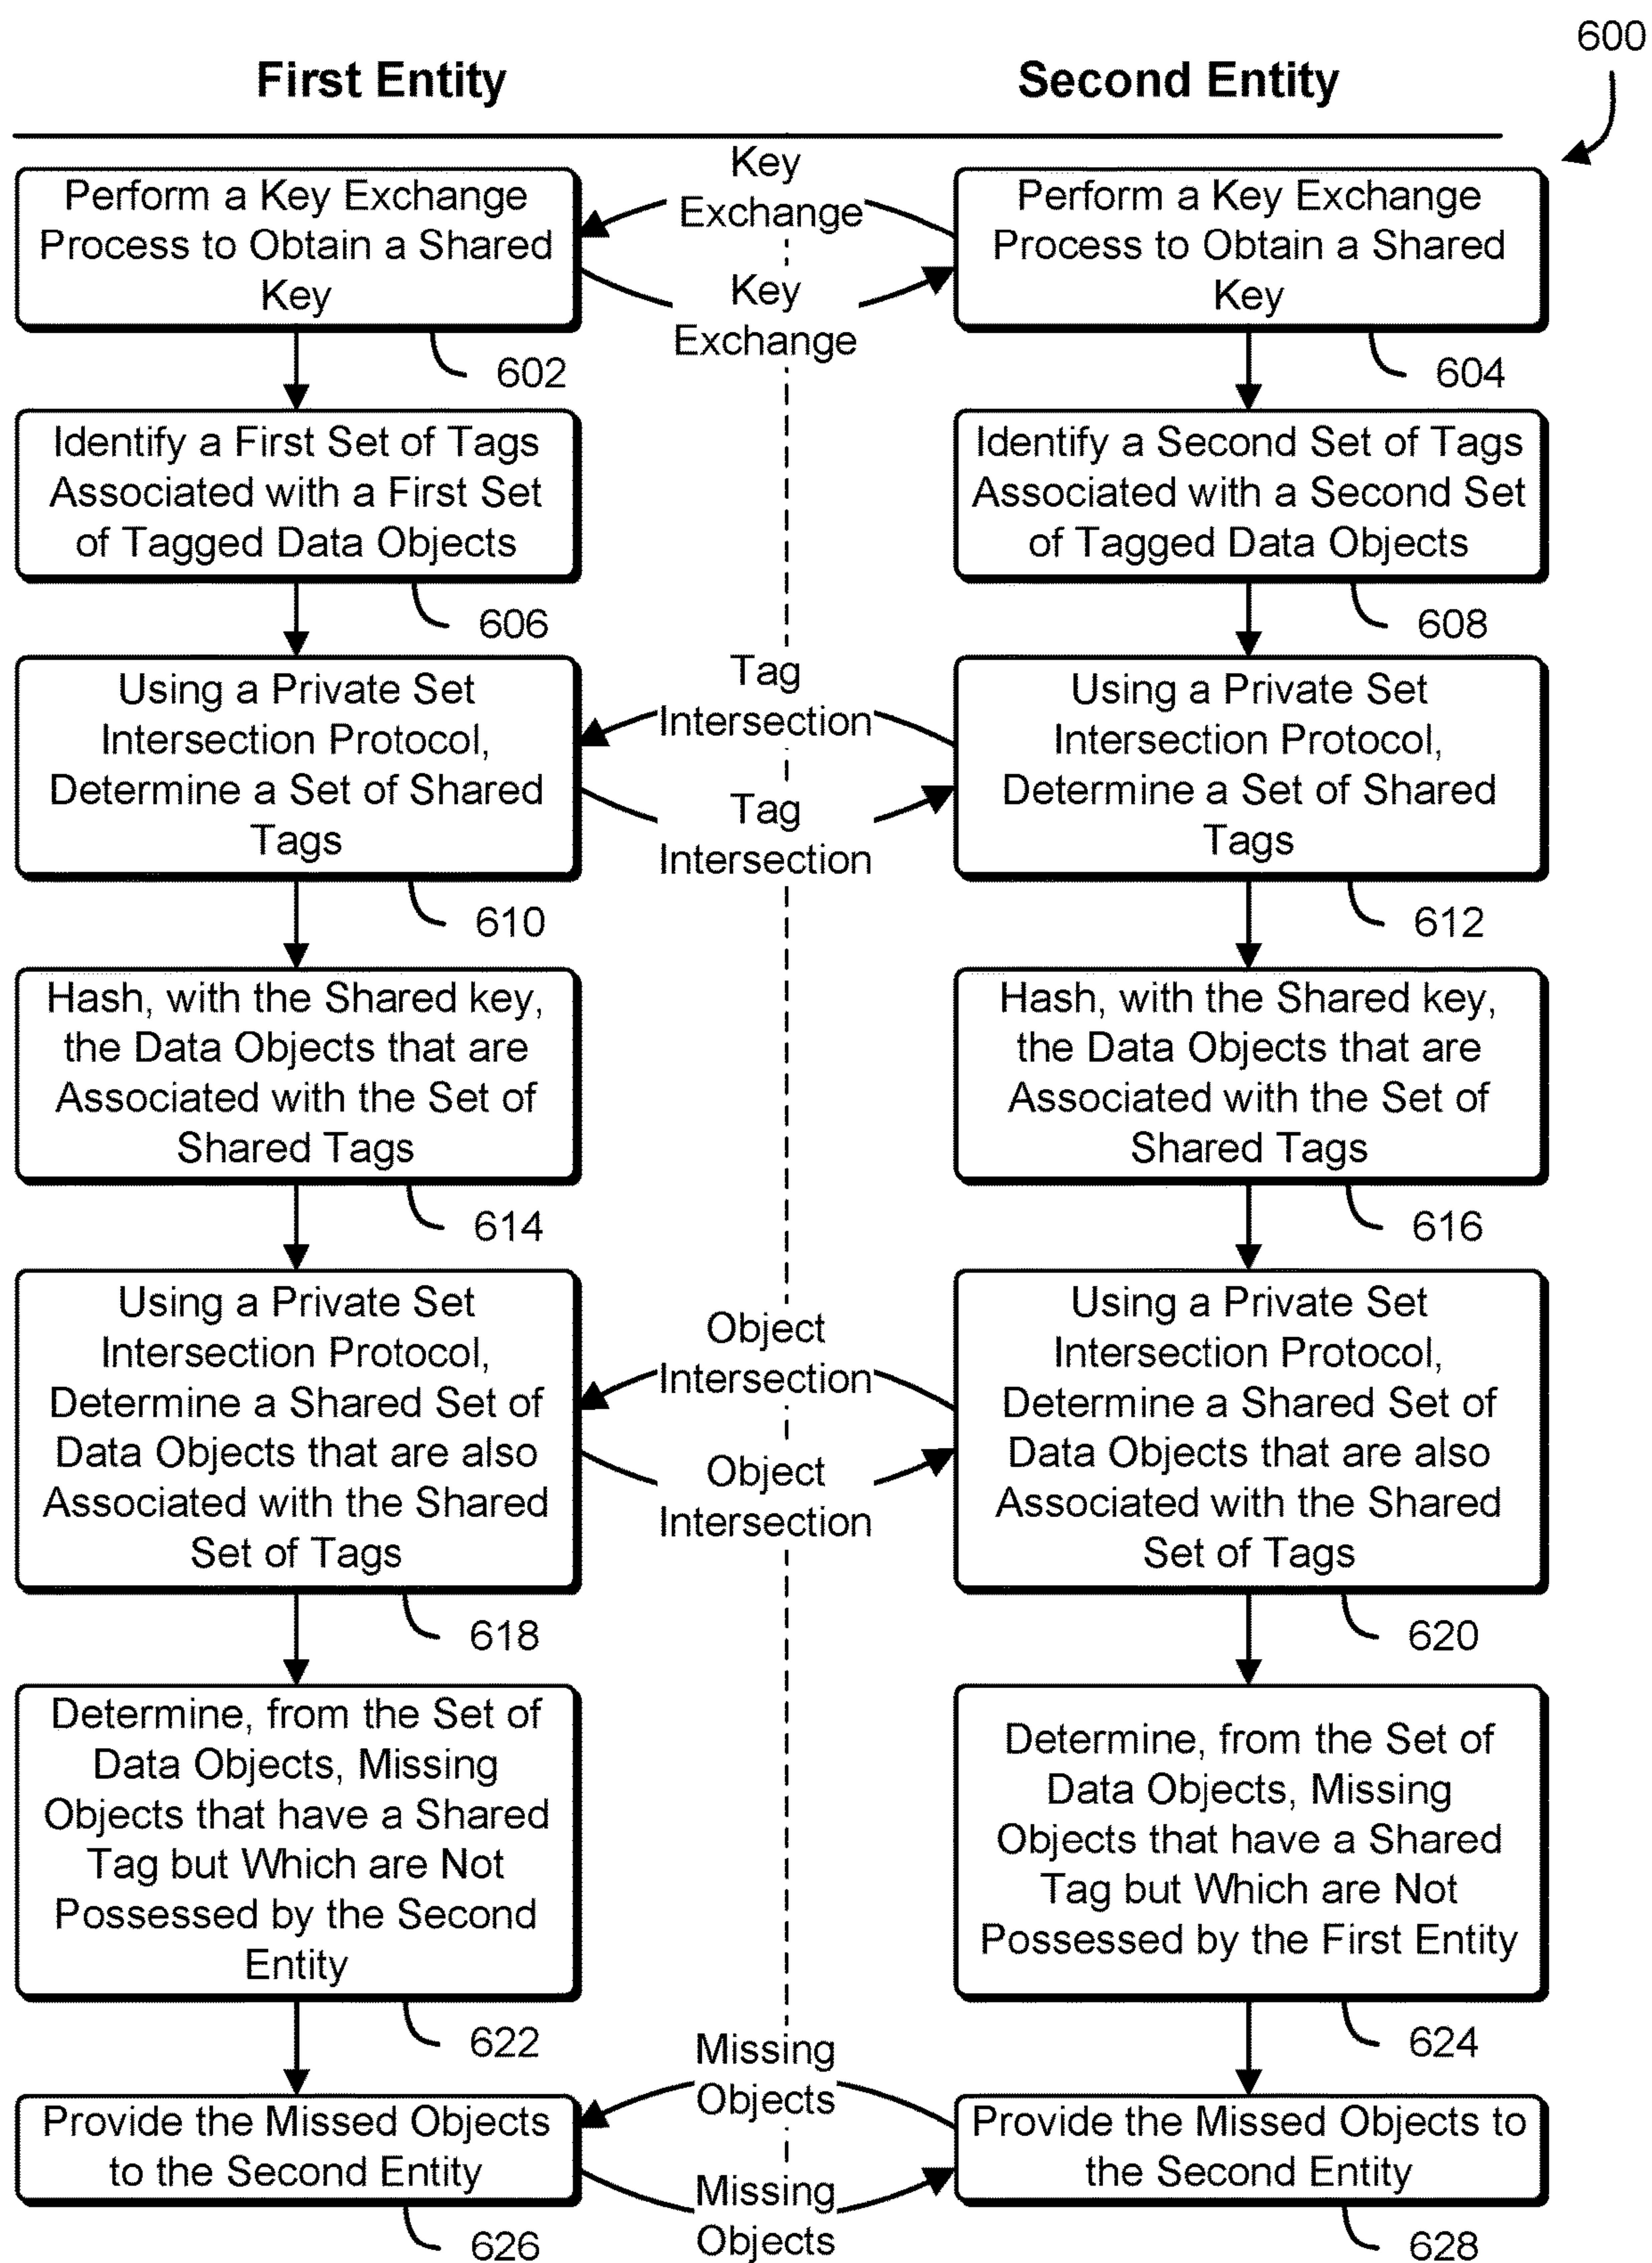 600
First Entity
Second Entity
Perform a Key Exchange
Process to Obtain a Shared
Key
602
Key
Exchange
Key
Exchange
Perform a Key Exchange
Process to Obtain a Shared
Key
604
Identify a First Set of Tags
Associated with a First Set
of Tagged Data Objects
606
Identify a Second Set of Tags
Associated with a Second Set
of Tagged Data Objects
608
Using a Private Set
Intersection Protocol,
Determine a Set of Shared
Tags
610
Tag
Intersection
Tag
Intersection
Using a Private Set
Intersection Protocol,
Determine a Set of Shared
Tags
612
Hash, with the Shared key,
the Data Objects that are
Associated with the Set of
Shared Tags
614
Hash, with the Shared key,
the Data Objects that are
Associated with the Set of
Shared Tags
616
Using a Private Set
Intersection Protocol,
Determine a Shared Set of
Data Objects that are also
Associated with the Shared
Set of Tags
618
Object
Intersection
Object
Intersection
Using a Private Set
Intersection Protocol,
Determine a Shared Set of
Data Objects that are also
Associated with the Shared
Set of Tags
620
Determine, from the Set of
Data Objects, Missing
Objects that have a Shared
Tag but Which are Not
Possessed by the Second
Entity
622
Determine, from the Set of
Data Objects, Missing
Objects that have a Shared
Tag but Which are Not
Possessed by the First Entity
624
Provide the Missed Objects
to the Second Entity
626
Missing
Objects
Missing
Objects
Provide the Missed Objects to
the Second Entity
628